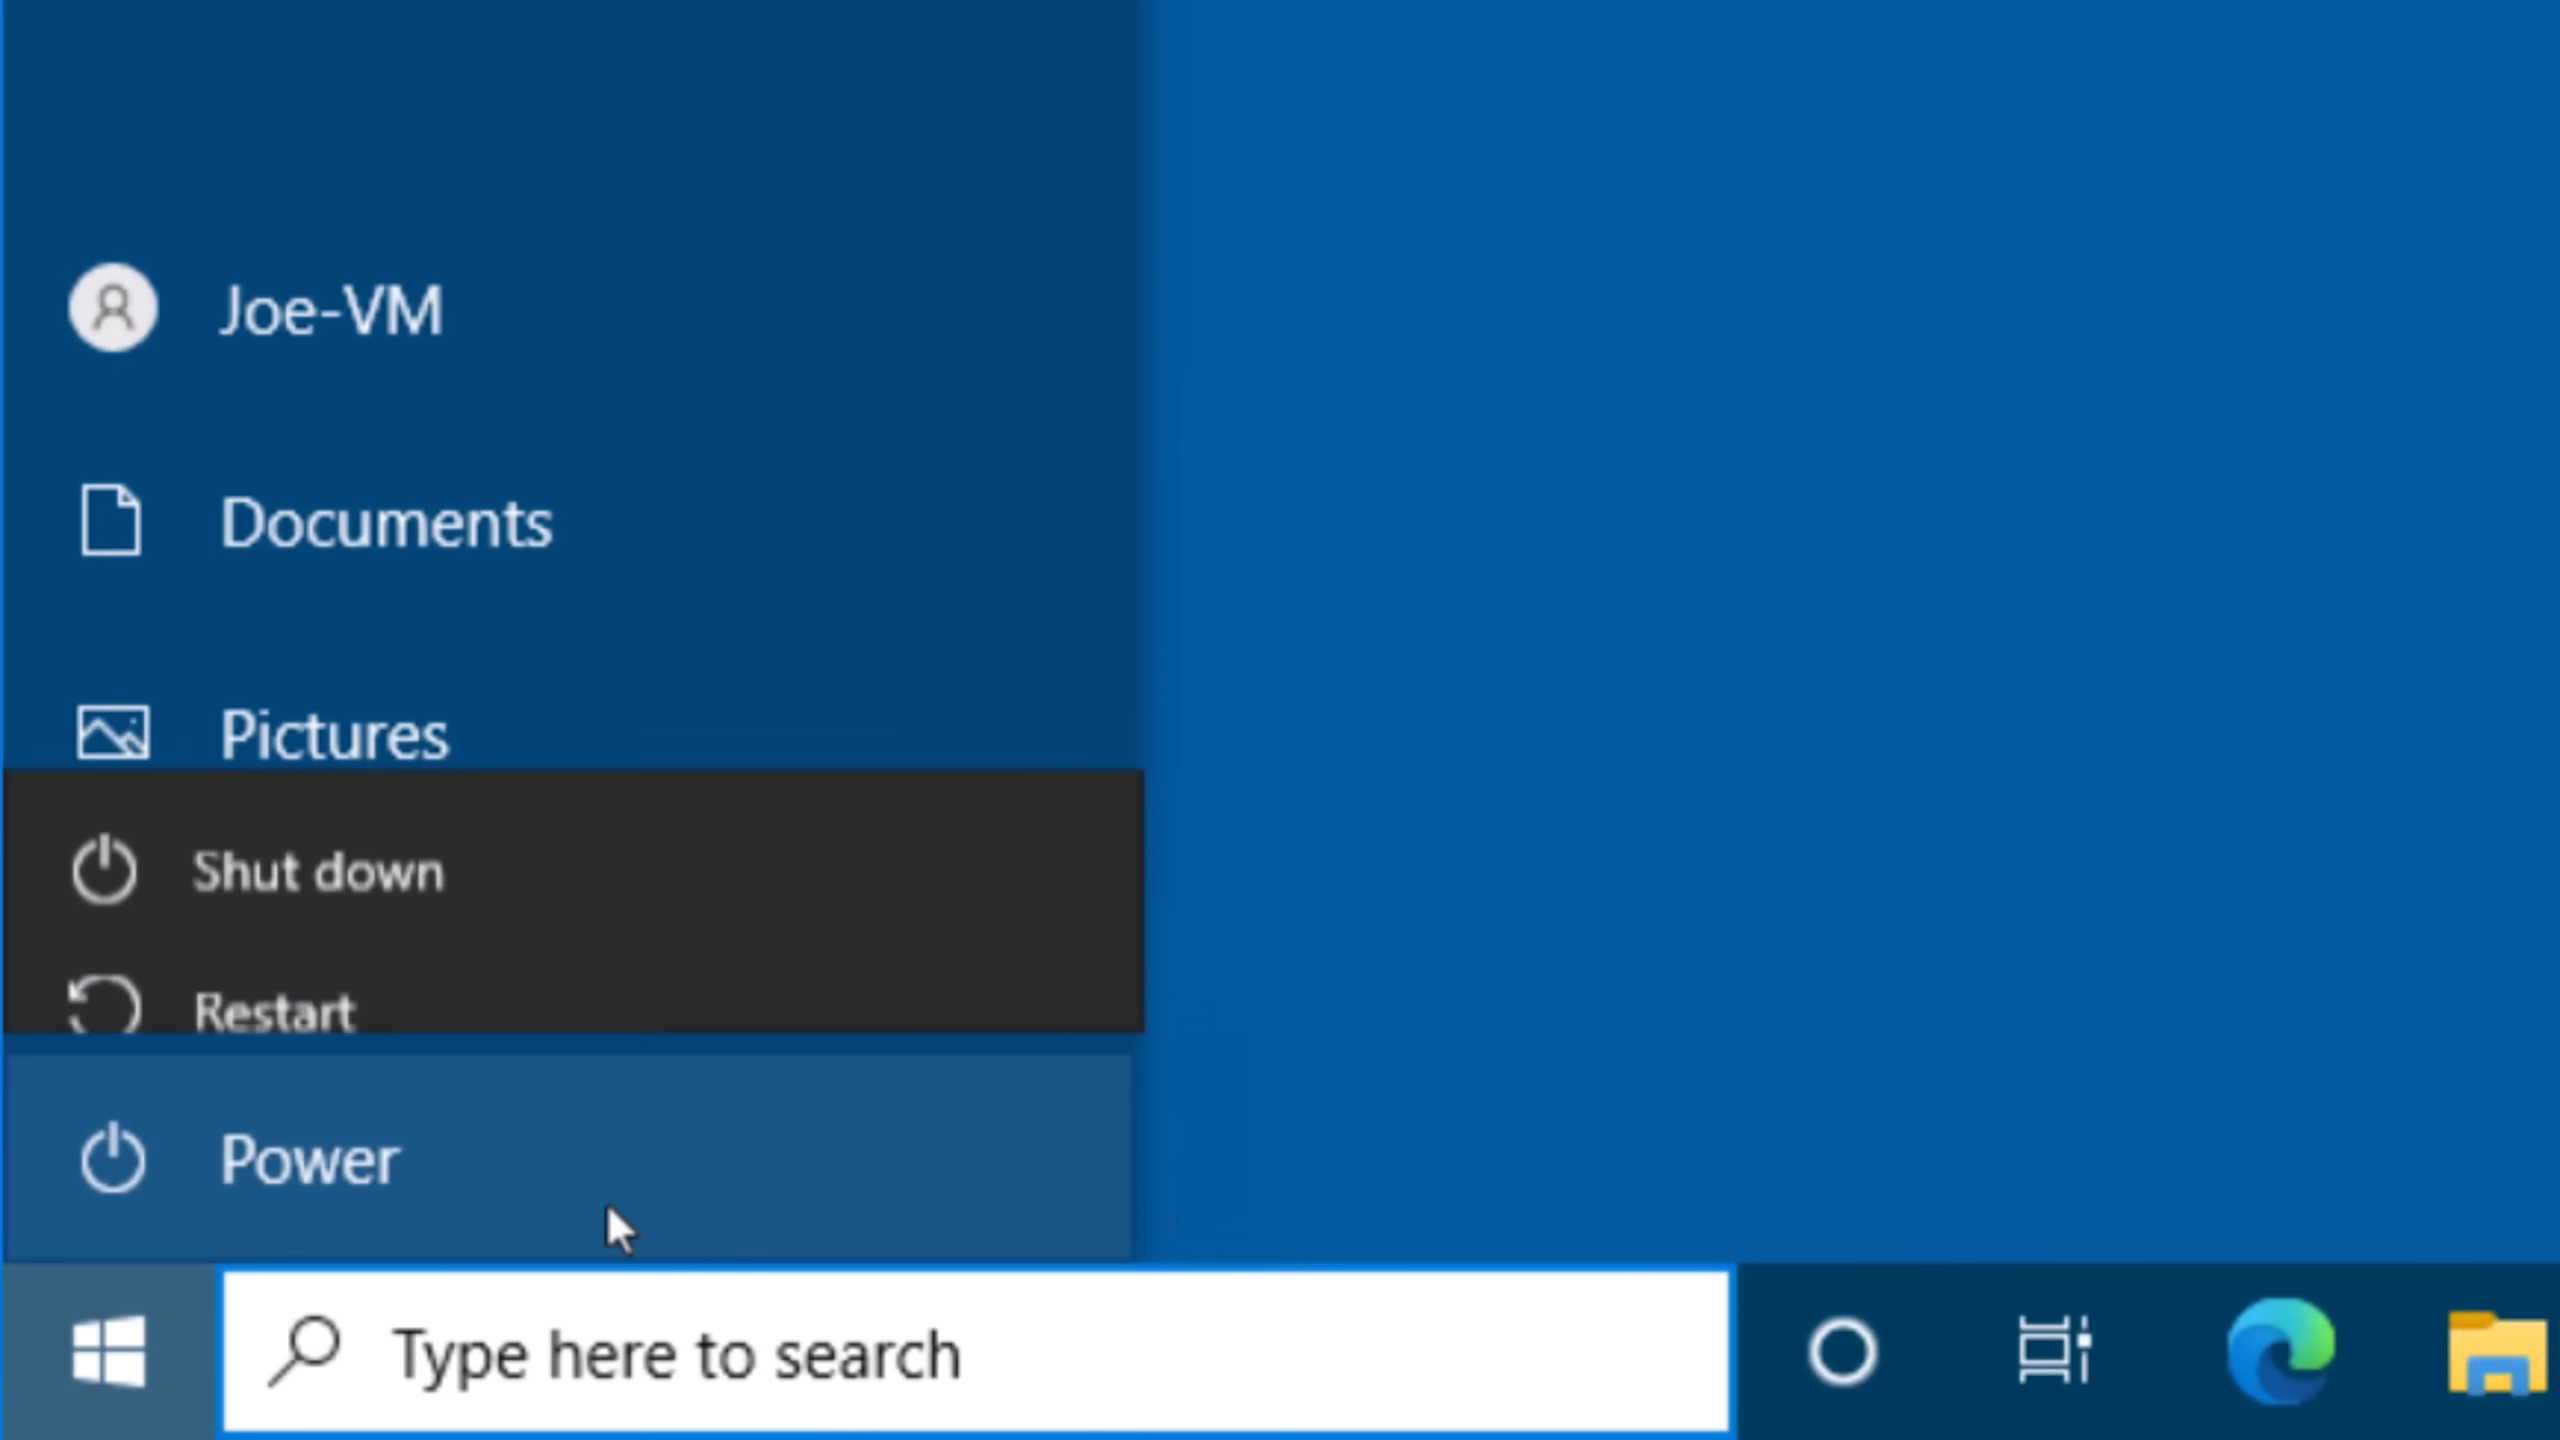 Joe-VM
Documents
Pictures
Shut down
Restart
Power
Type here to search